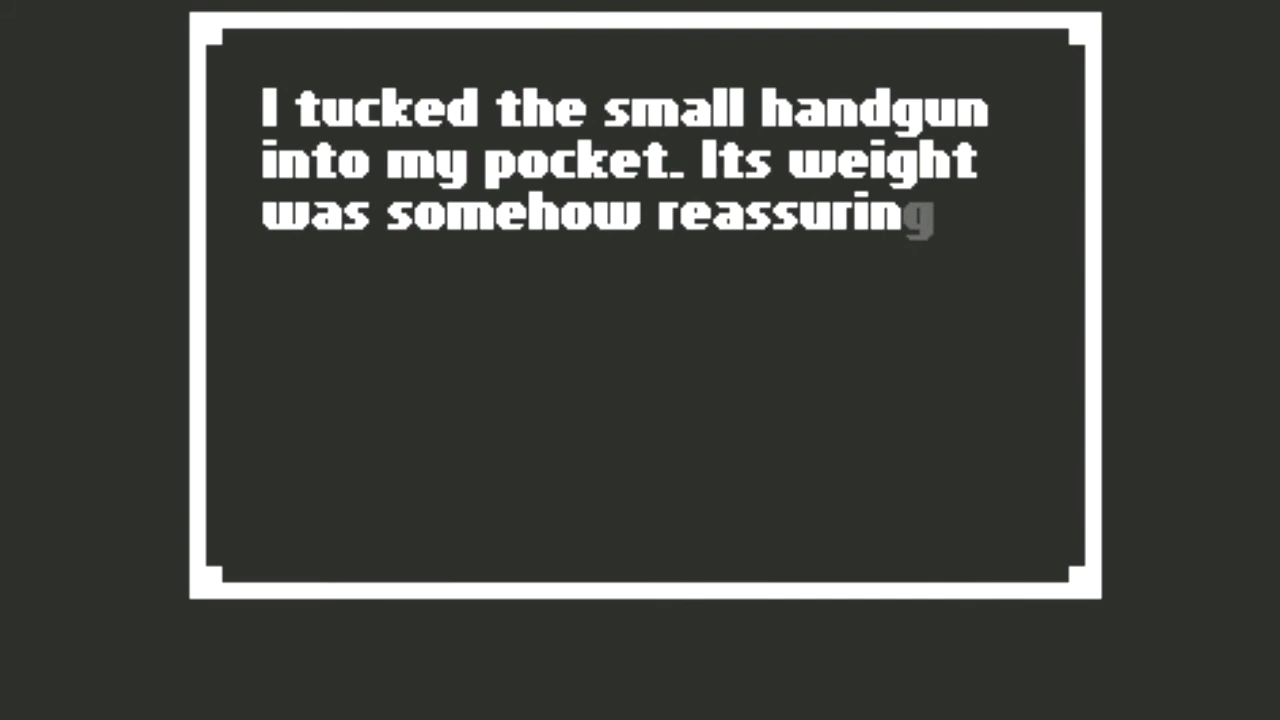 I tucked the small handgun
into my pocket. Its weight
was somehow reassuring